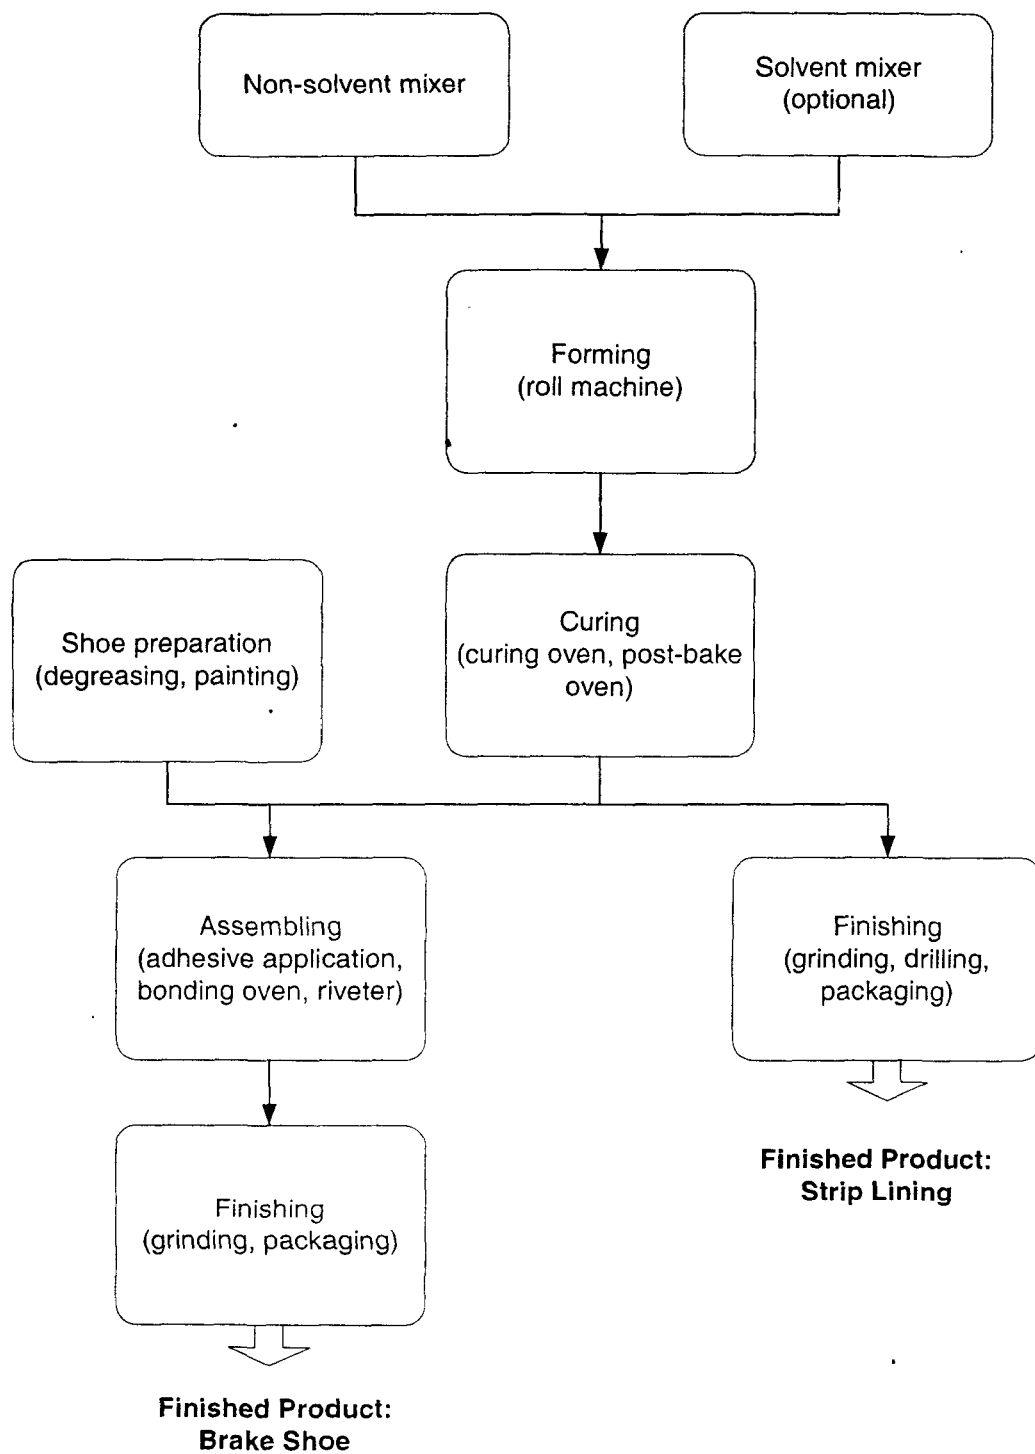 Non-solvent mixer
Solvent mixer
(optional)
Forming
(roll machine)
Shoe preparation
(degreasing, painting)
Curing
(curing oven, post-bake
oven)
Assembling
(adhesive application,
bonding oven, riveter)
Finishing
(grinding, drilling,
packaging)
Finished Product:
Strip Lining
Finishing
(grinding, packaging)
Finished Product:
Brake Shoe